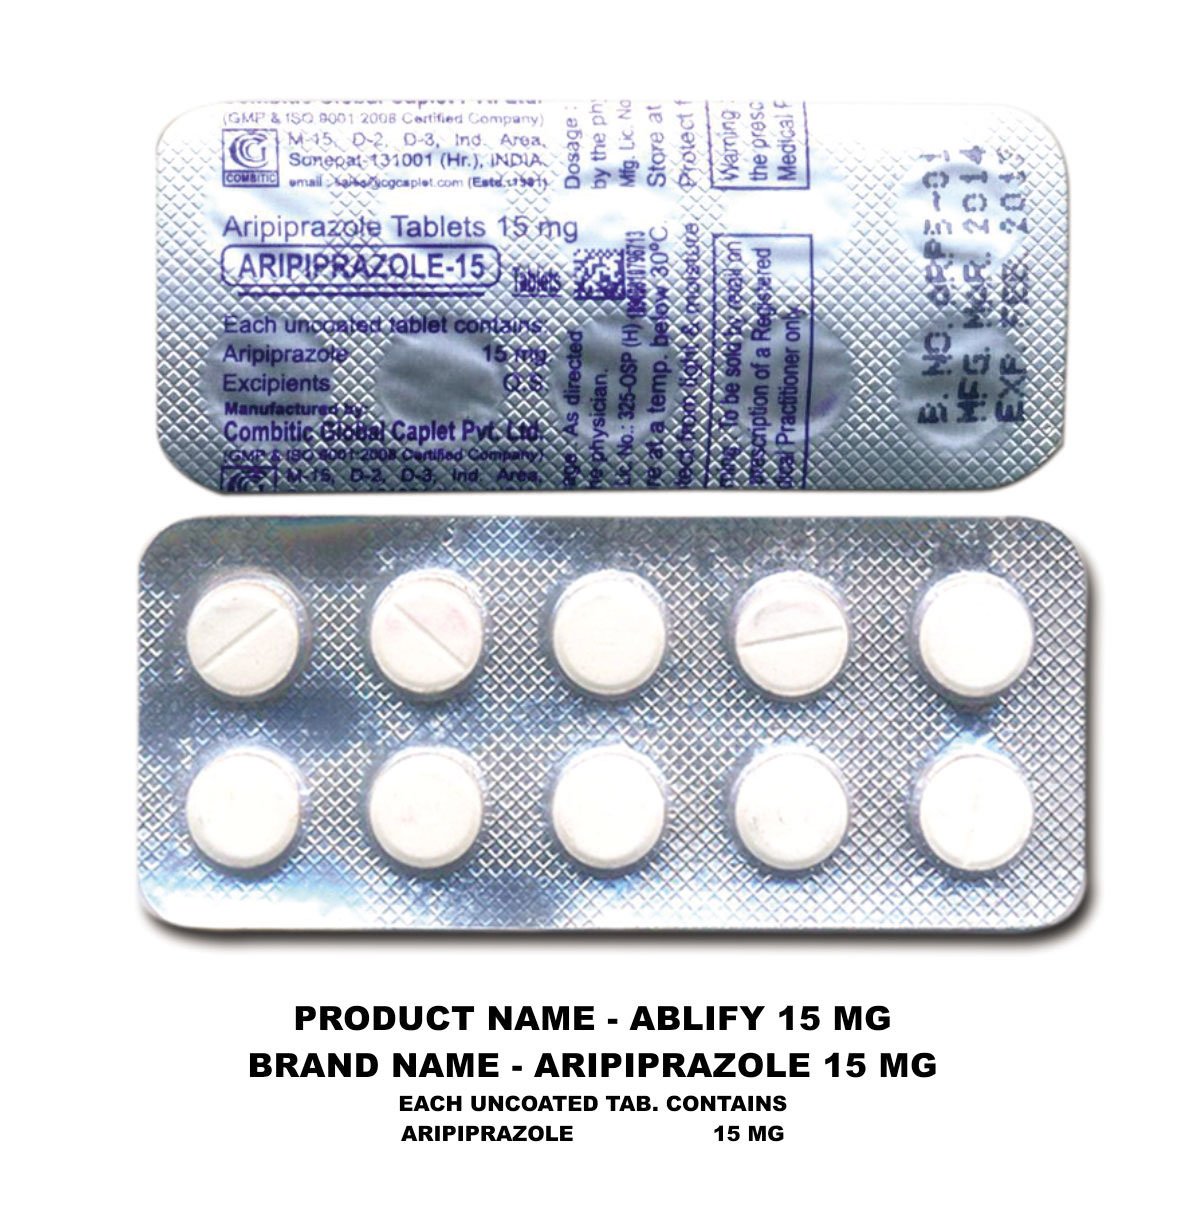 (GMP & ISO 9001:2008 Certified Company)
M-15, D-2, D-3, Ind. Area,
Sonepat-131001 (Hr.), INDIA.
COMBITIC
Aripiprazole Tablets 15 mg
ARIPIPRAZOLE-15
Tablets
Each uncoated tablet contains:
Aripiprazole 15 mg
Excipients Q.S.
Manufactured by:
Combitic Global Caplet Pvt. Ltd.
(GMP & ISO 9001:2008 Certified Company)
M-15, D-2, D-3, Ind. Area,
Dosage :
by the
Mfg. Lic. No
Store at
Protect
Warning :
the
Medical
As directed
physician.
Lic. No.: 325-OSP (H)
at a temp. below 30°C.
from light & moisture
To be sold by retail on
prescription of a Registered
Practitioner only.
B. NO.
MFG. MAR. 2014
EXP. FEB.
PRODUCT NAME - ABLIFY 15 MG
BRAND NAME - ARIPIPRAZOLE 15 MG
EACH UNCOATED TAB. CONTAINS
ARIPIPRAZOLE 15 MG